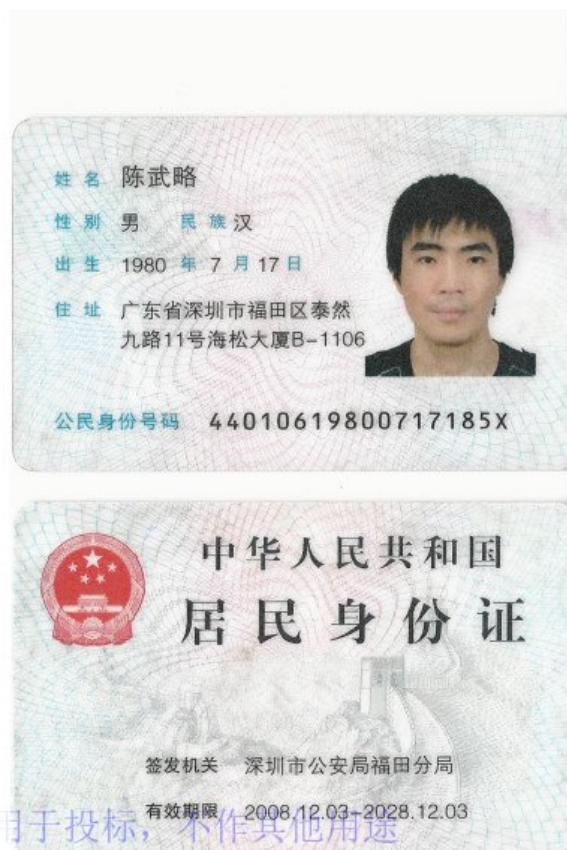 姓名 陈武略
性别 男 民族 汉
出生 1980 年 7 月 17 日
住址 广东省深圳市福田区泰然
九路11号海松大厦B-1106
公民身份号码 44010619800717185X
中华人民共和国
居民身份证
签发机关 深圳市公安局福田分局
有效期限 2008.12.03-2028.12.03
用于投标，不作其他用途